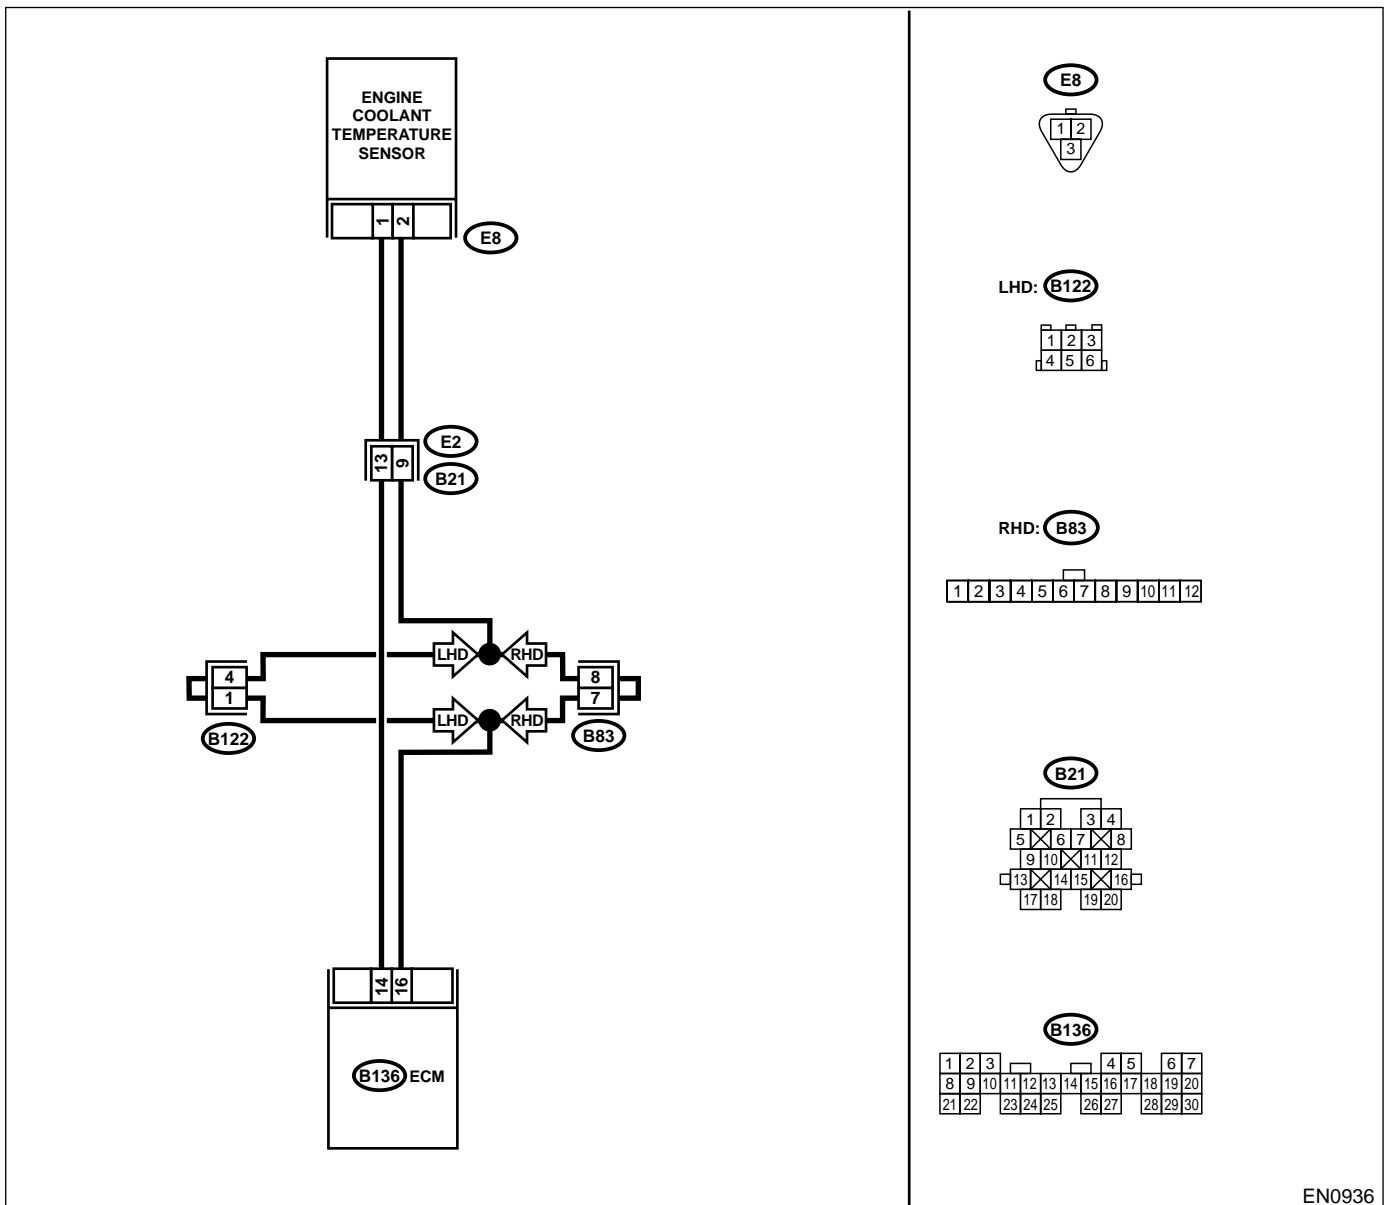 ENGINE
COOLANT
TEMPERATURE
SENSOR
1 2
E8
E2
13 9
B21
LHD RHD
4
1
8
7
LHD RHD
B122
B83
14 16
B136 ECM
E8
1 2
3
LHD: B122
1 2 3
4 5 6
RHD: B83
1 2 3 4 5 6 7 8 9 10 11 12
B21
1 2 3 4
5 6 7 8
9 10 11 12
13 14 15 16
17 18 19 20
B136
1 2 3 4 5 6 7
8 9 10 11 12 13 14 15 16 17 18 19 20
21 22 23 24 25 26 27 28 29 30
EN0936